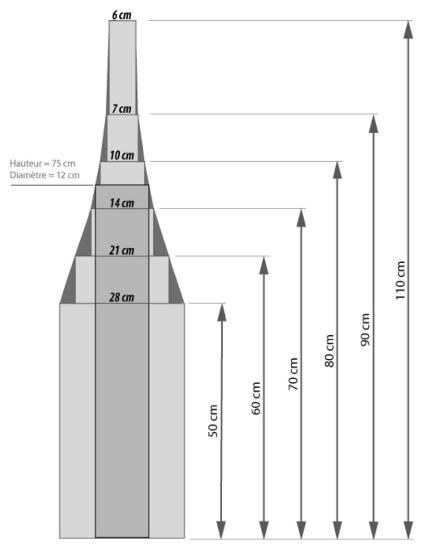 6 cm
7 cm
10 cm
Hauteur = 75 cm
Diamètre = 12 cm
14 cm
21 cm
28 cm
50 cm
60 cm
70 cm
80 cm
90 cm
110 cm